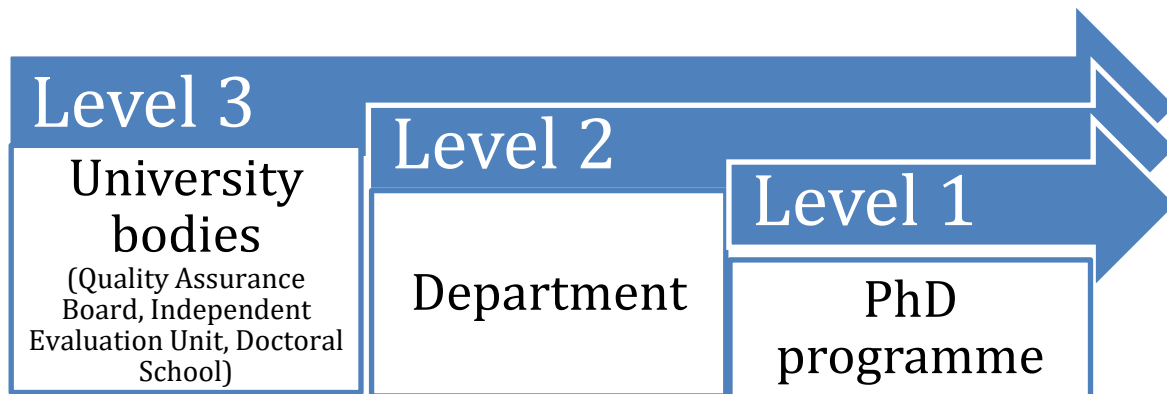 Level 3
University
bodies
(Quality Assurance
Board, Independent
Evaluation Unit, Doctoral
School)
Level 2
Department
Level 1
PhD
programme